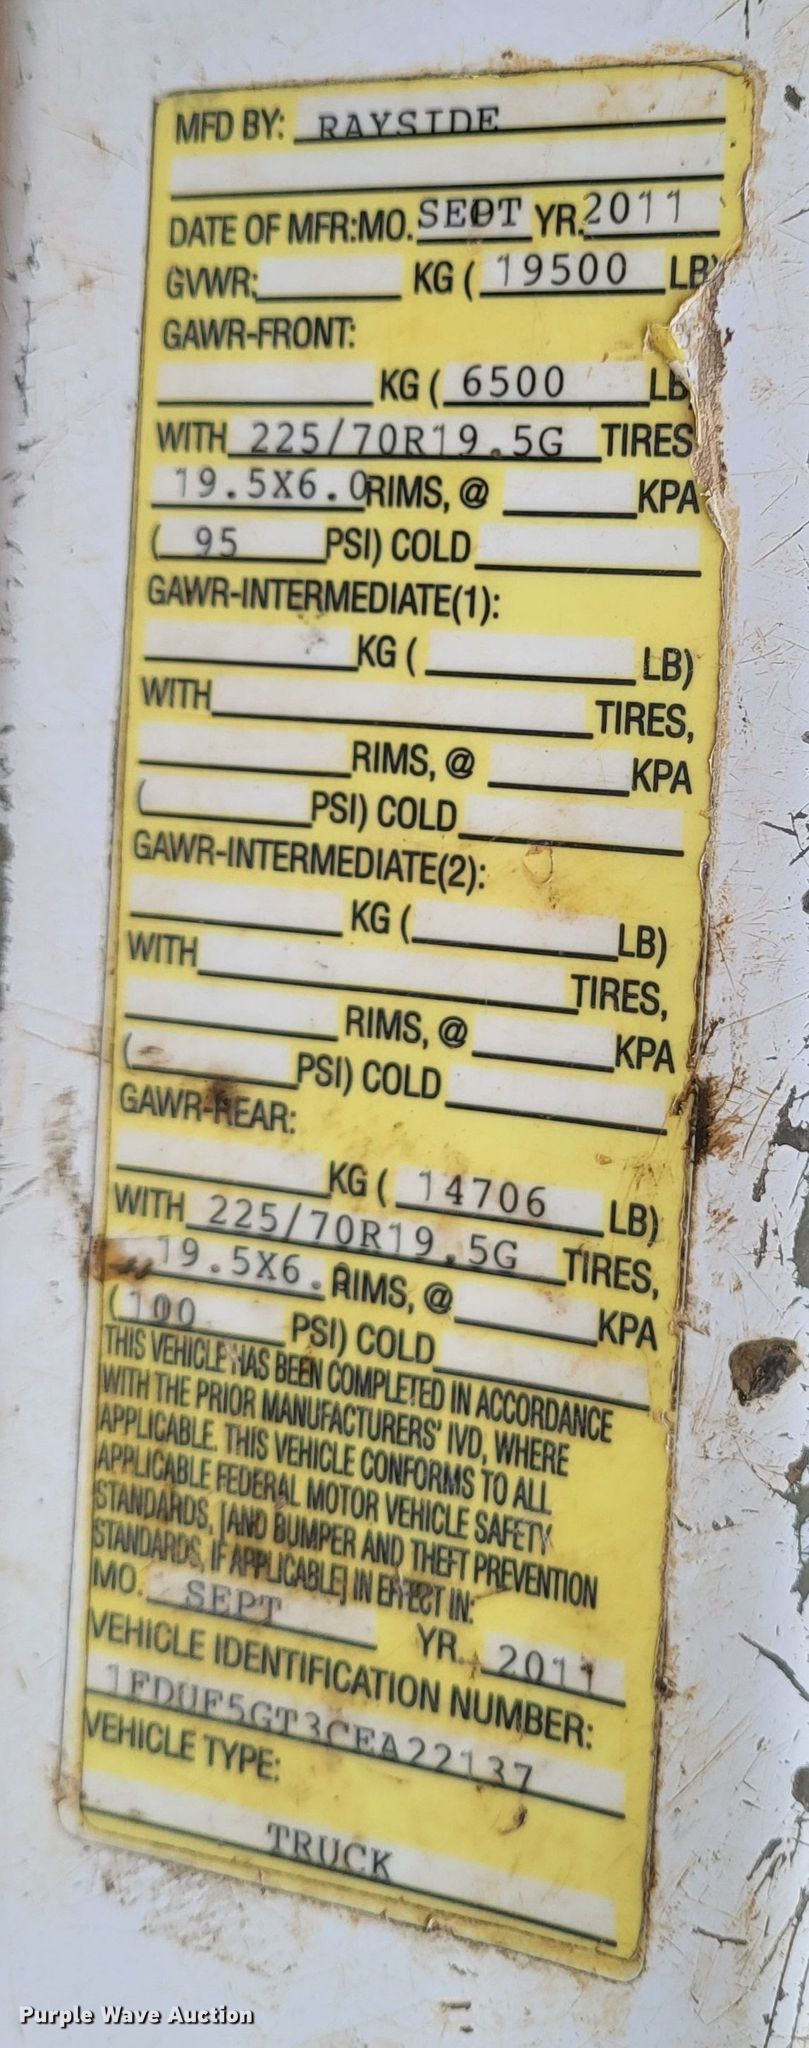 MFD BY: RAYSIDE
DATE OF MFR:MO. SEPT YR. 2011
GVWR: KG ( 19500 LB)
GAWR-FRONT:
KG ( 6500 LB)
WITH 225/70R19.5G TIRES
19.5X6.0 RIMS, @ KPA
( 95 PSI) COLD
GAWR-INTERMEDIATE(1):
KG ( LB)
WITH TIRES,
RIMS, @ KPA
( PSI) COLD
GAWR-INTERMEDIATE(2):
KG ( LB)
WITH TIRES,
RIMS, @ KPA
( PSI) COLD
GAWR-REAR:
KG ( 14706 LB)
WITH 225/70R19.5G TIRES,
19.5X6.0 RIMS, @ KPA
(100 PSI) COLD
THIS VEHICLE HAS BEEN COMPLETED IN ACCORDANCE
WITH THE PRIOR MANUFACTURERS' IVD, WHERE
APPLICABLE. THIS VEHICLE CONFORMS TO ALL
APPLICABLE FEDERAL MOTOR VEHICLE SAFETY
STANDARDS, [AND BUMPER AND THEFT PREVENTION
STANDARDS, IF APPLICABLE] IN EFFECT IN:
MO. SEPT YR. 2011
VEHICLE IDENTIFICATION NUMBER:
1FDUF5GT3CEA22137
VEHICLE TYPE:
TRUCK
Purple Wave Auction